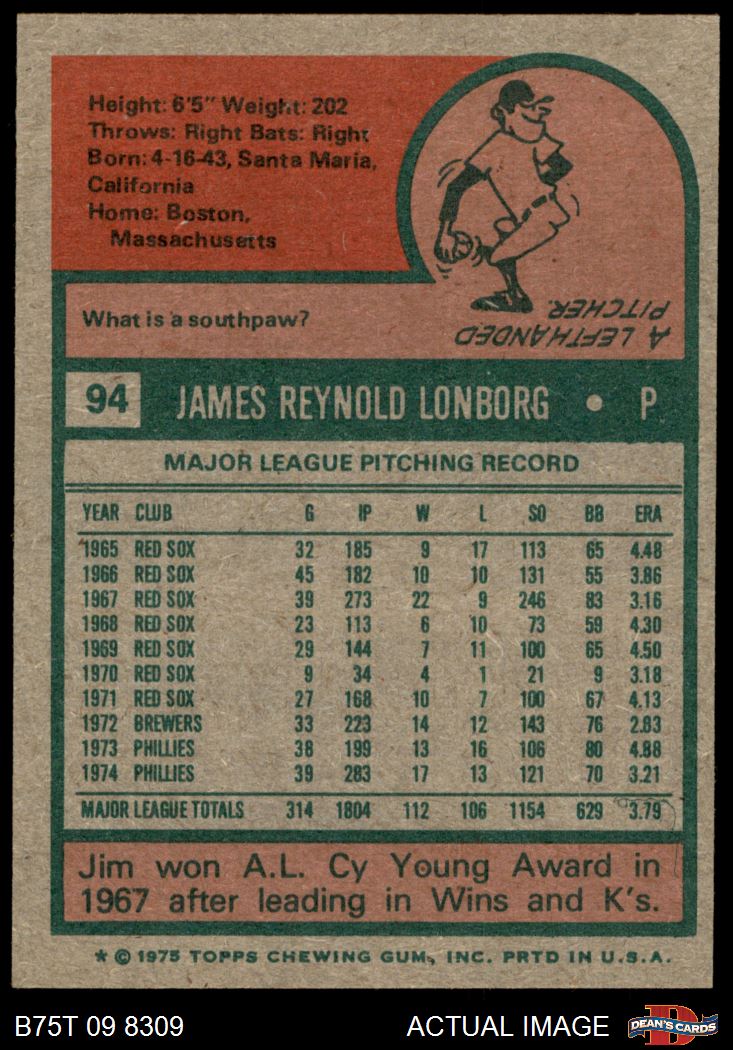 Height: 6'5" Weight: 202
Throws: Right Bats: Right
Born: 4-16-43, Santa Maria,
California
Home: Boston,
Massachusetts
What is a southpaw?
A LEFTHANDED
PITCHER.
94 JAMES REYNOLD LONBORG • P
MAJOR LEAGUE PITCHING RECORD
YEAR CLUB G IP W L SO BB ERA
1965 RED SOX 32 185 9 17 113 65 4.48
1966 RED SOX 45 182 10 10 131 55 3.86
1967 RED SOX 39 273 22 9 246 83 3.16
1968 RED SOX 23 113 6 10 73 59 4.30
1969 RED SOX 29 144 7 11 100 65 4.50
1970 RED SOX 9 34 4 1 21 9 3.18
1971 RED SOX 27 168 10 7 100 67 4.13
1972 BREWERS 33 223 14 12 143 76 2.83
1973 PHILLIES 38 199 13 16 106 80 4.88
1974 PHILLIES 39 283 17 13 121 70 3.21
MAJOR LEAGUE TOTALS 314 1804 112 106 1154 629 3.79
Jim won A.L. Cy Young Award in
1967 after leading in Wins and K's.
* © 1975 TOPPS CHEWING GUM, INC. PRTD IN U.S.A.
B75T 09 8309 ACTUAL IMAGE D DEAN'S CARDS